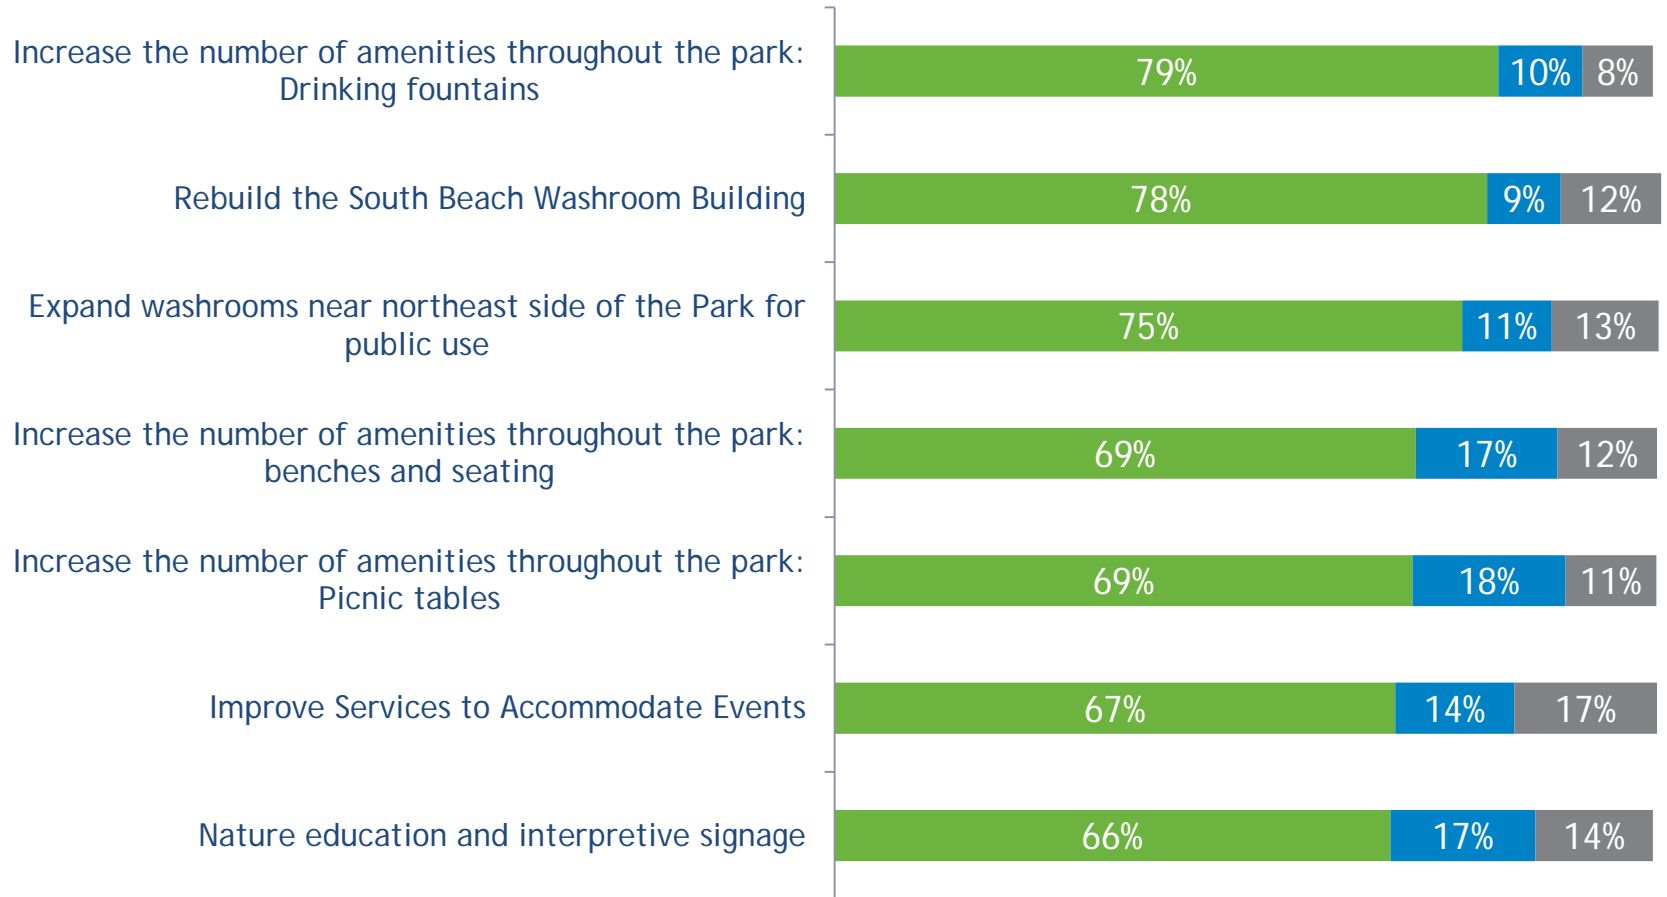 Increase the number of amenities throughout the park:
Drinking fountains
79% 10% 8%
Rebuild the South Beach Washroom Building
78% 9% 12%
Expand washrooms near northeast side of the Park for
public use
75% 11% 13%
Increase the number of amenities throughout the park:
benches and seating
69% 17% 12%
Increase the number of amenities throughout the park:
Picnic tables
69% 18% 11%
Improve Services to Accommodate Events
67% 14% 17%
Nature education and interpretive signage
66% 17% 14%